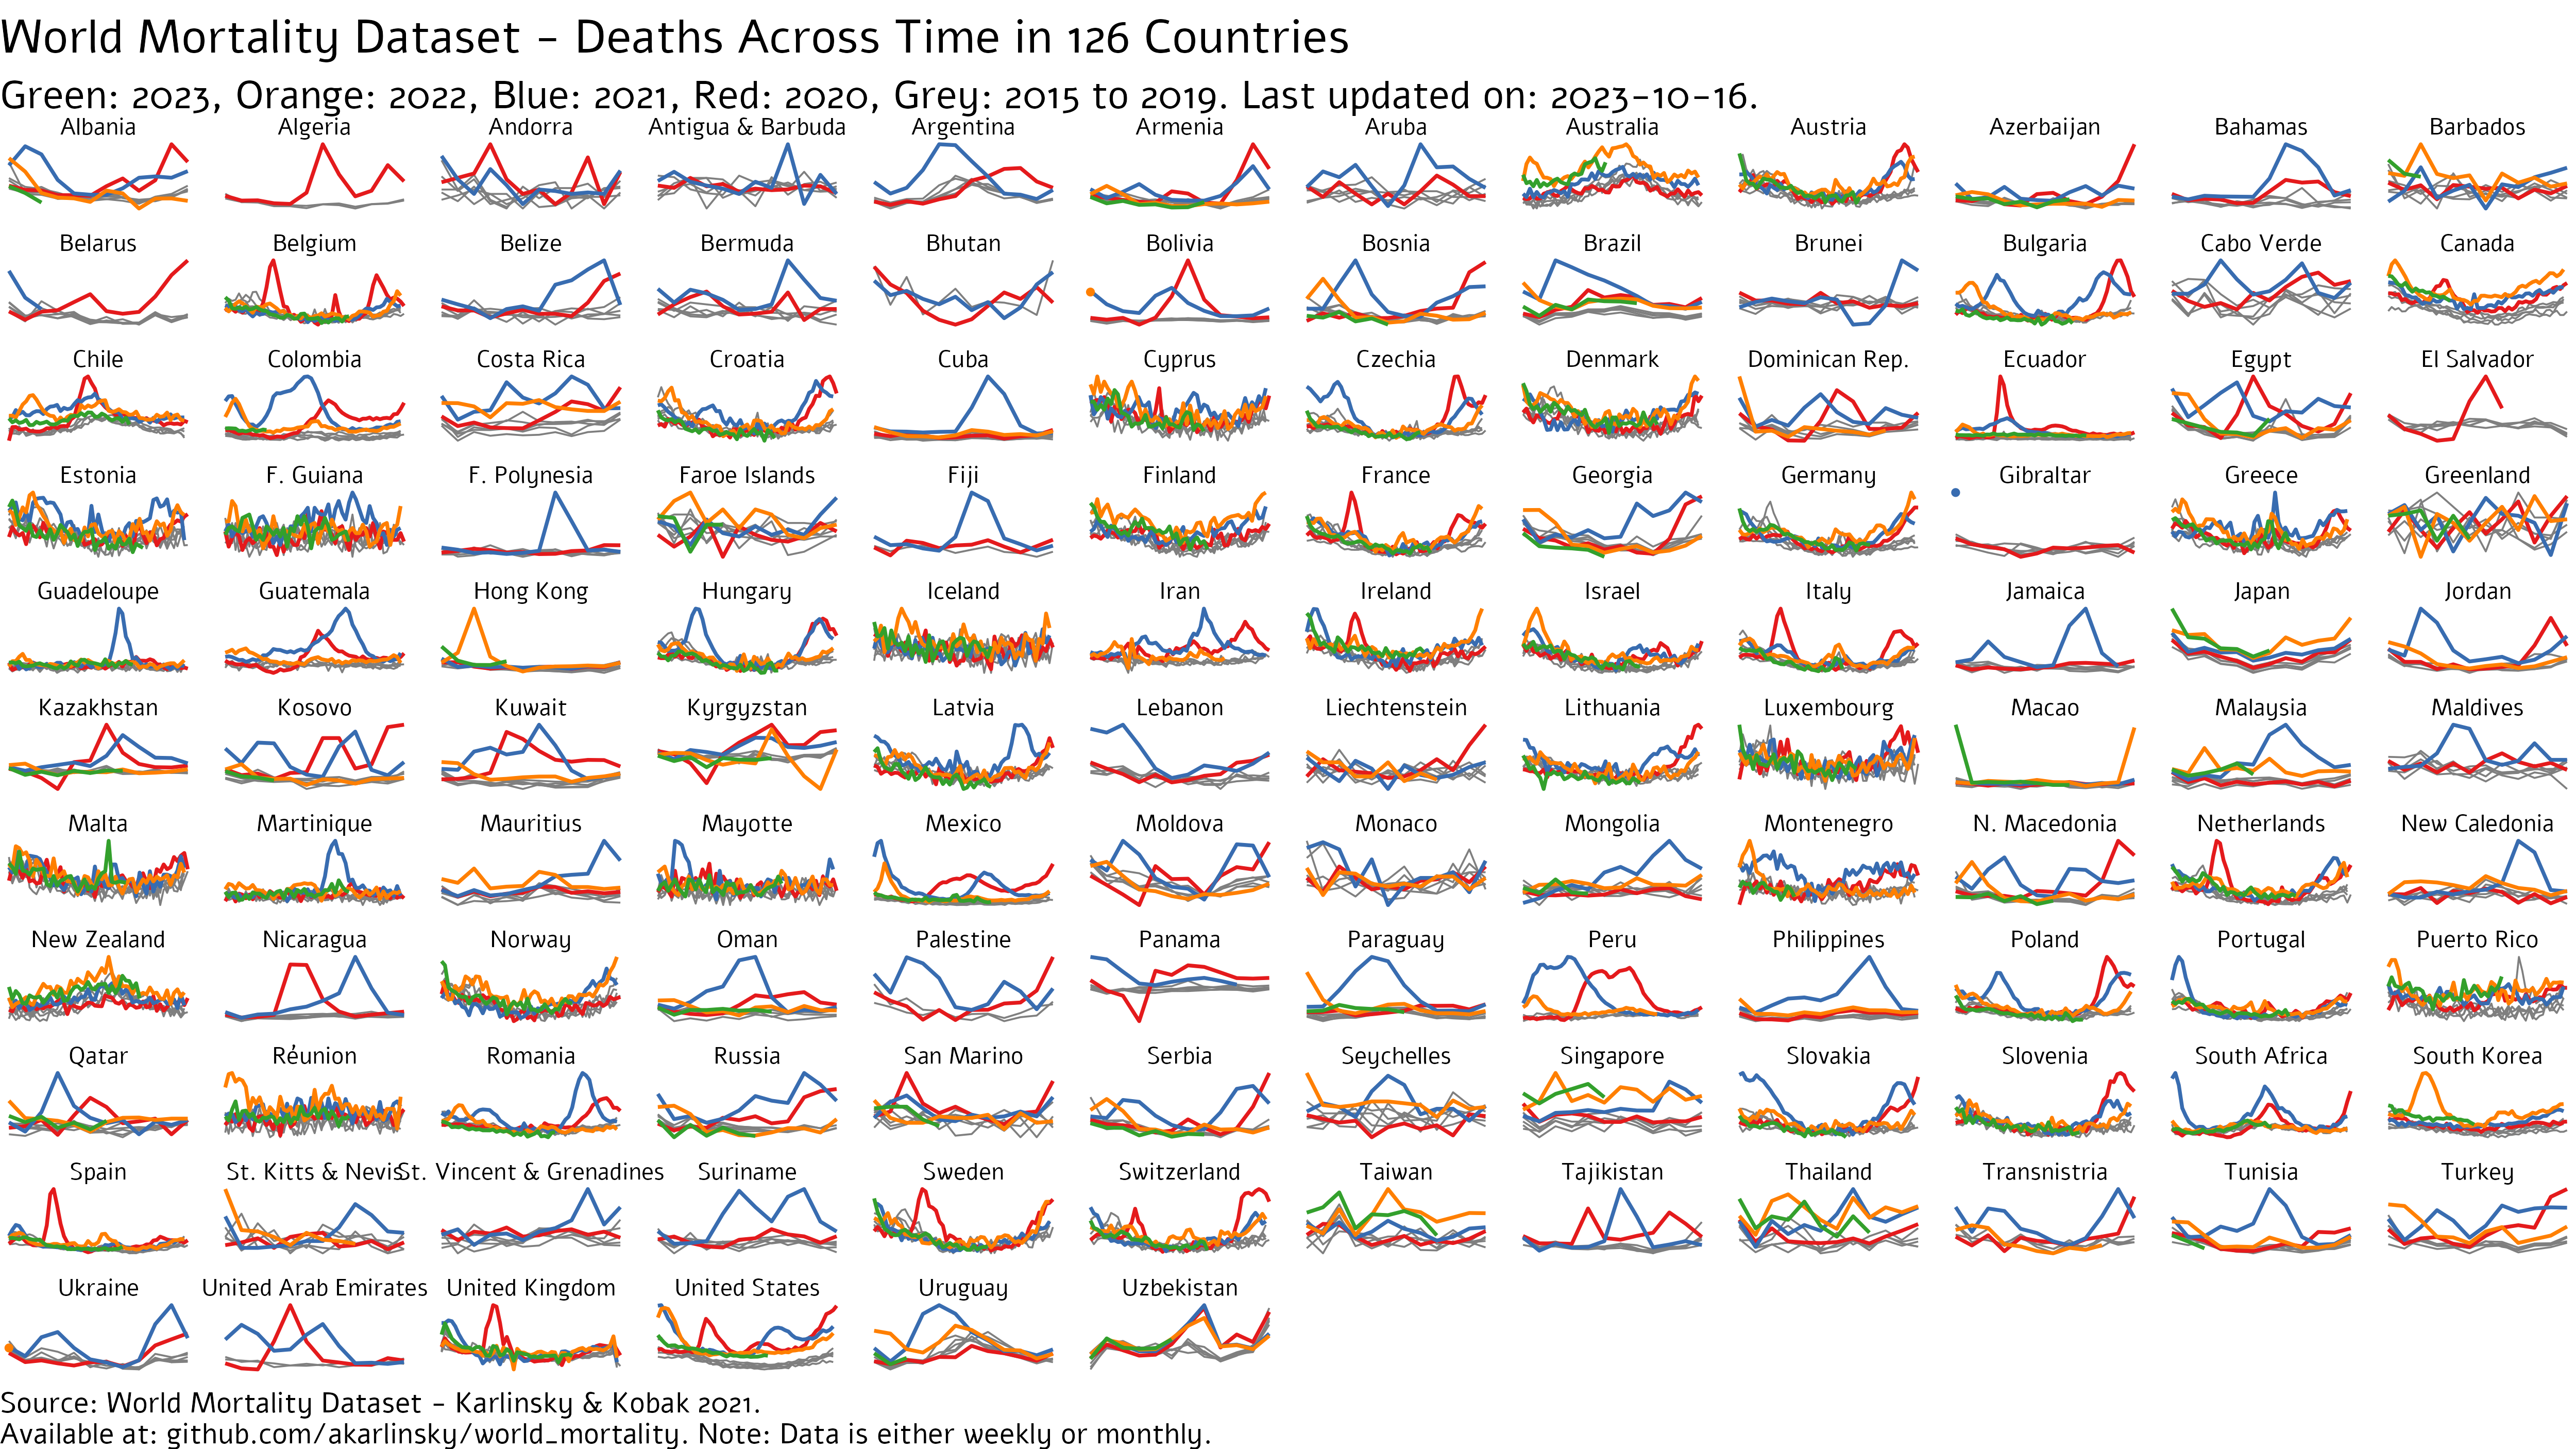 World Mortality Dataset - Deaths Across Time in 126 Countries
Green: 2023, Orange: 2022, Blue: 2021, Red: 2020, Grey: 2015 to 2019. Last updated on: 2023-10-16.
Albania Algeria Andorra Antigua & Barbuda Argentina Armenia Aruba Australia Austria Azerbaijan Bahamas Barbados
Belarus Belgium Belize Bermuda Bhutan Bolivia Bosnia Brazil Brunei Bulgaria Cabo Verde Canada
Chile Colombia Costa Rica Croatia Cuba Cyprus Czechia Denmark Dominican Rep. Ecuador Egypt El Salvador
Estonia F. Guiana F. Polynesia Faroe Islands Fiji Finland France Georgia Germany Gibraltar Greece Greenland
Guadeloupe Guatemala Hong Kong Hungary Iceland Iran Ireland Israel Italy Jamaica Japan Jordan
Kazakhstan Kosovo Kuwait Kyrgyzstan Latvia Lebanon Liechtenstein Lithuania Luxembourg Macao Malaysia Maldives
Malta Martinique Mauritius Mayotte Mexico Moldova Monaco Mongolia Montenegro N. Macedonia Netherlands New Caledonia
New Zealand Nicaragua Norway Oman Palestine Panama Paraguay Peru Philippines Poland Portugal Puerto Rico
Qatar Réunion Romania Russia San Marino Serbia Seychelles Singapore Slovakia Slovenia South Africa South Korea
Spain St. Kitts & Nevis St. Vincent & Grenadines Suriname Sweden Switzerland Taiwan Tajikistan Thailand Transnistria Tunisia Turkey
Ukraine United Arab Emirates United Kingdom United States Uruguay Uzbekistan
Source: World Mortality Dataset - Karlinsky & Kobak 2021.
Available at: github.com/akarlinsky/world_mortality. Note: Data is either weekly or monthly.